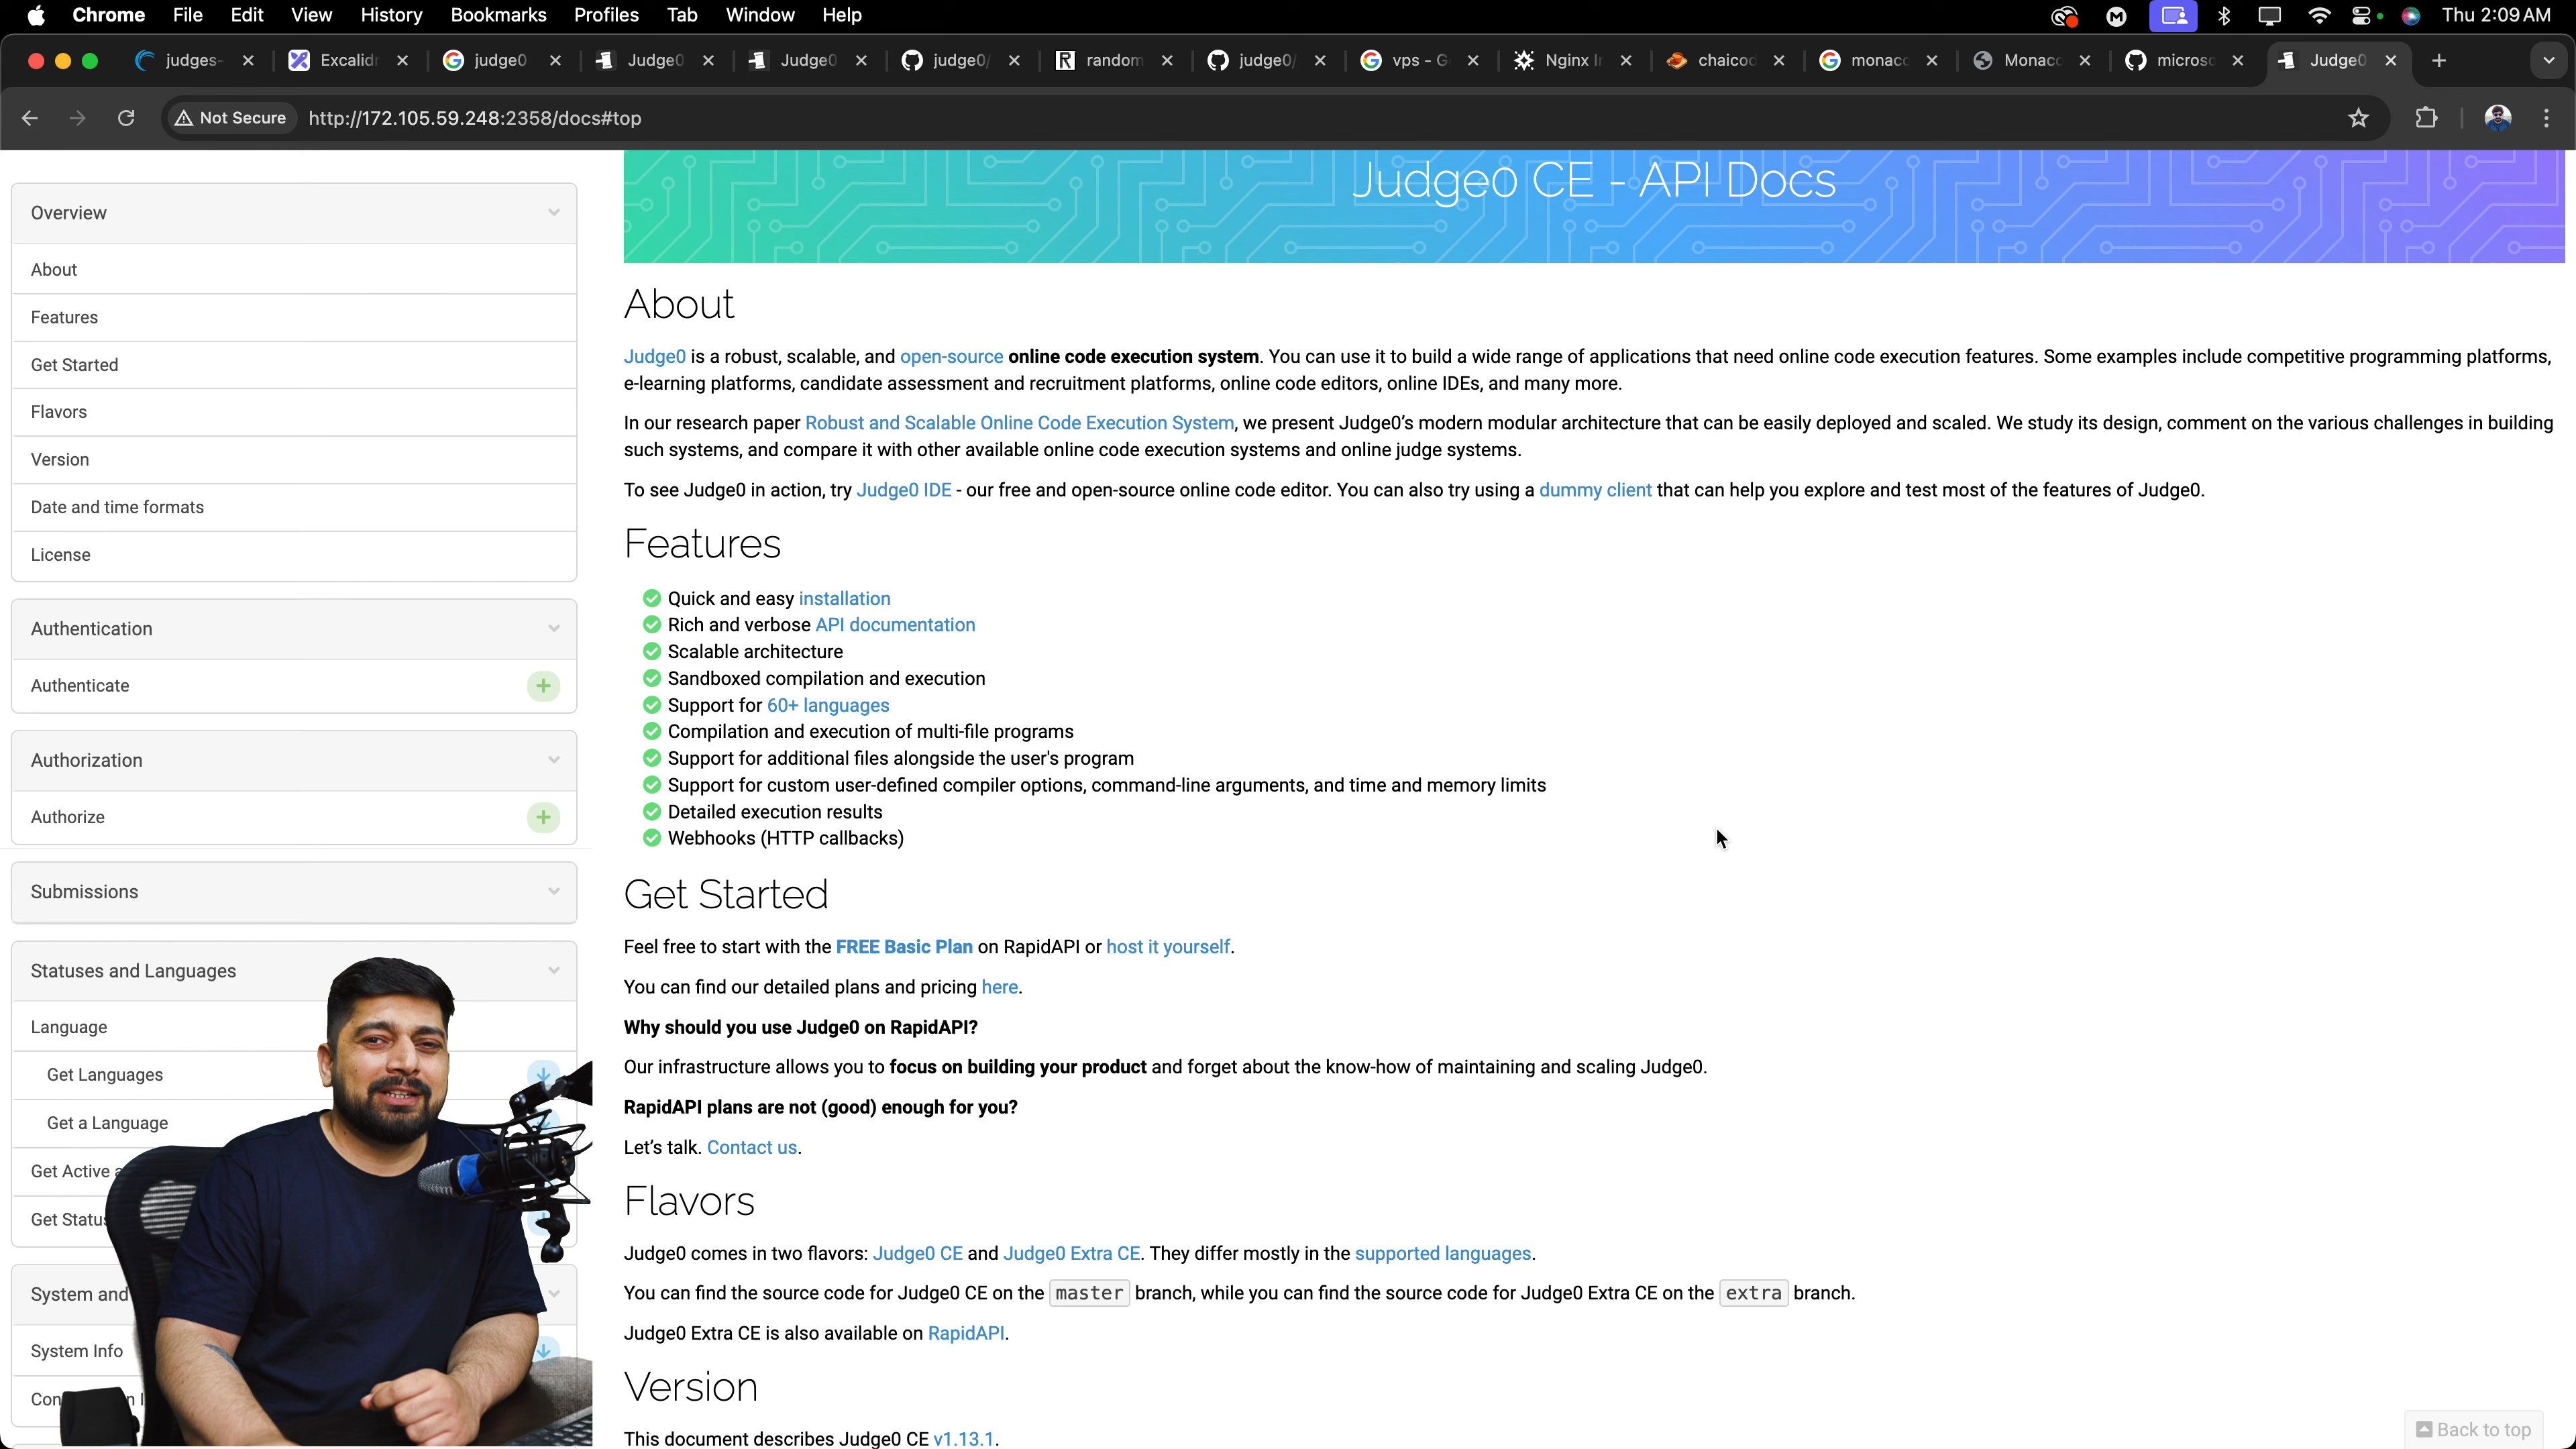 Chrome File Edit View History Bookmarks Profiles Tab Window Help Thu 2:09 AM
judges- Excalidr judge0 Judge0 Judge0 judge0/ random judge0/ vps - G Nginx I chaicod monaco Monaco microso Judge0
Not Secure http://172.105.59.248:2358/docs#top
Overview
About
Features
Get Started
Flavors
Version
Date and time formats
License
Authentication
Authenticate
Authorization
Authorize
Submissions
Statuses and Languages
Language
Get Languages
Get a Language
Get Active
Get Statu
System and
System Info
Judge0 CE - API Docs
About
Judge0 is a robust, scalable, and open-source online code execution system. You can use it to build a wide range of applications that need online code execution features. Some examples include competitive programming platforms,
e-learning platforms, candidate assessment and recruitment platforms, online code editors, online IDEs, and many more.
In our research paper Robust and Scalable Online Code Execution System, we present Judge0's modern modular architecture that can be easily deployed and scaled. We study its design, comment on the various challenges in building
such systems, and compare it with other available online code execution systems and online judge systems.
To see Judge0 in action, try Judge0 IDE - our free and open-source online code editor. You can also try using a dummy client that can help you explore and test most of the features of Judge0.
Features
Quick and easy installation
Rich and verbose API documentation
Scalable architecture
Sandboxed compilation and execution
Support for 60+ languages
Compilation and execution of multi-file programs
Support for additional files alongside the user's program
Support for custom user-defined compiler options, command-line arguments, and time and memory limits
Detailed execution results
Webhooks (HTTP callbacks)
Get Started
Feel free to start with the FREE Basic Plan on RapidAPI or host it yourself.
You can find our detailed plans and pricing here.
Why should you use Judge0 on RapidAPI?
Our infrastructure allows you to focus on building your product and forget about the know-how of maintaining and scaling Judge0.
RapidAPI plans are not (good) enough for you?
Let's talk. Contact us.
Flavors
Judge0 comes in two flavors: Judge0 CE and Judge0 Extra CE. They differ mostly in the supported languages.
You can find the source code for Judge0 CE on the master branch, while you can find the source code for Judge0 Extra CE on the extra branch.
Judge0 Extra CE is also available on RapidAPI.
Version
This document describes Judge0 CE v1.13.1.
Back to top